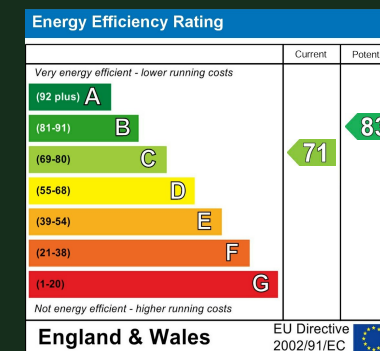 Energy Efficiency Rating
Current
Very energy efficient - lower running costs
(92 plus) A
(81-91) B
83
(69-80) C
71
(55-68) D
(39-54) E
(21-38) F
(1-20) G
Not energy efficient - higher running costs
England & Wales
EU Directive
2002/91/EC